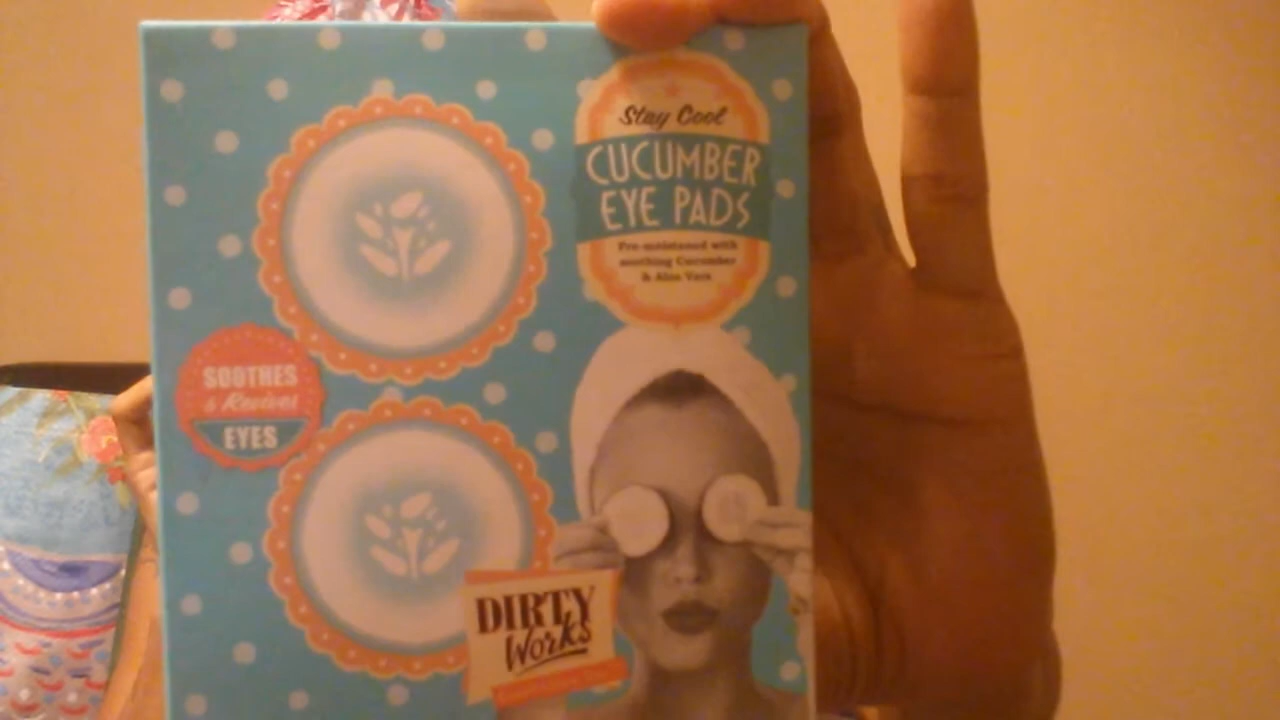 Stay Cool
CUCUMBER
EYE PADS
Pre-moistened with
soothing Cucumber
& Aloe Vera
SOOTHES
& Revives
EYES
DIRTY
Works